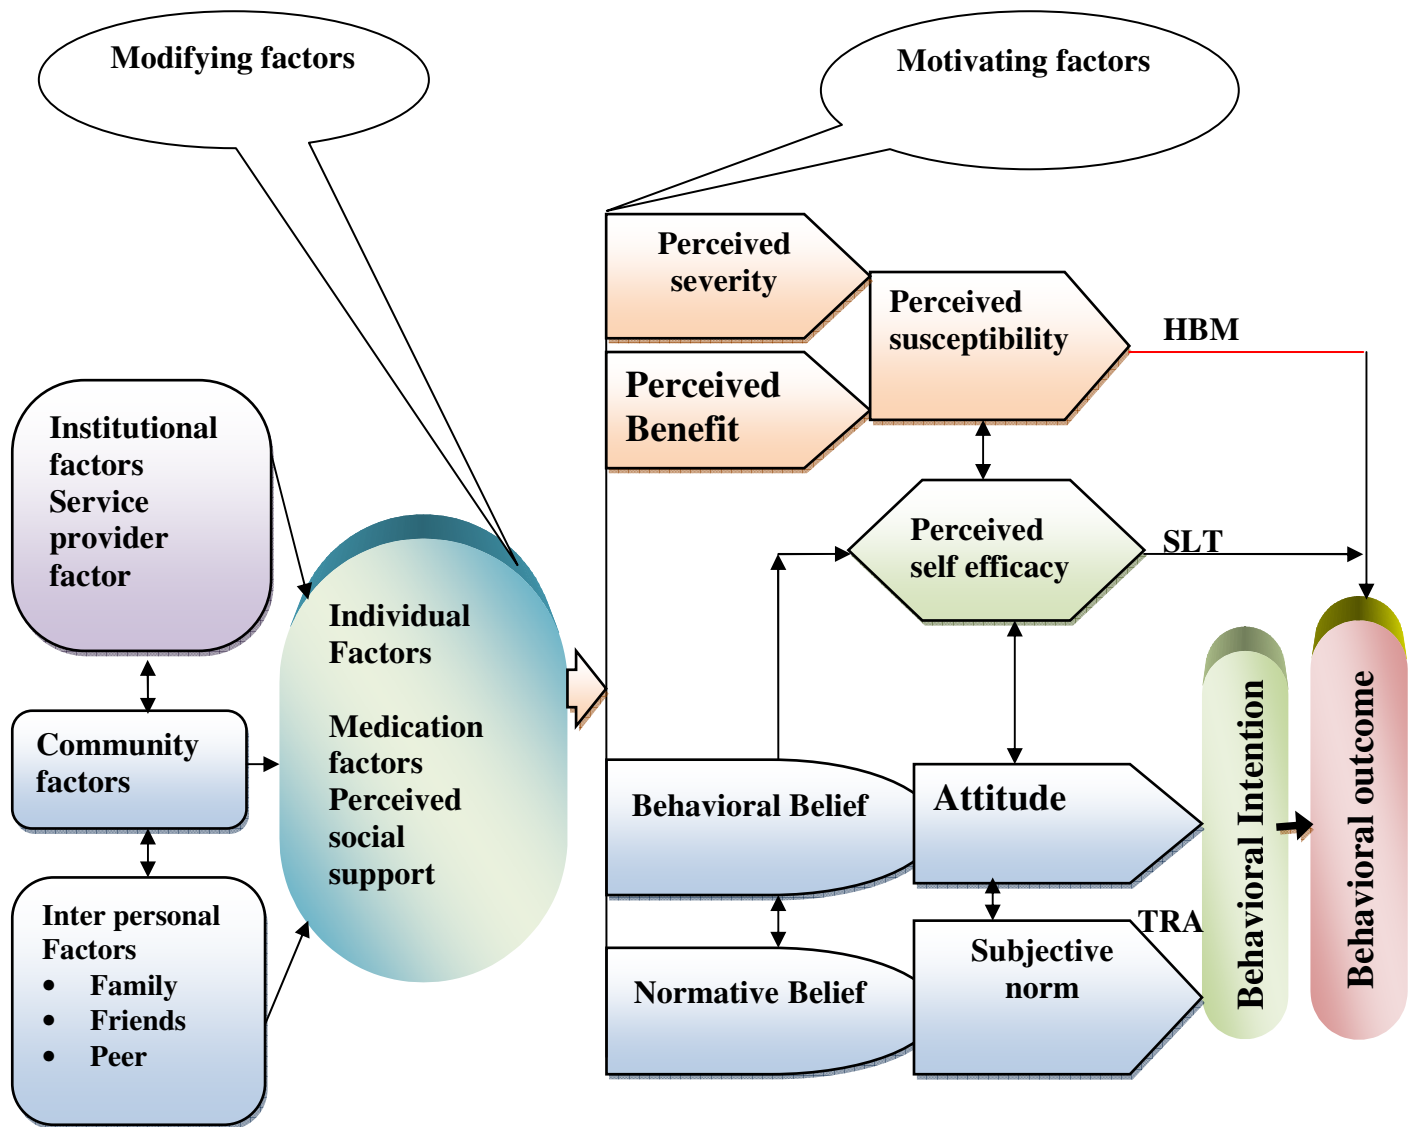 Modifying factors
Motivating factors
Perceived
severity
Perceived
susceptibility
HBM
Perceived
Benefit
Institutional
factors
Service
provider
factor
Perceived
self efficacy
SLT
Individual
Factors
Medication
factors
Perceived
social
support
Community
factors
Behavioral Belief
Attitude
Inter personal
Factors
• Family
• Friends
• Peer
Normative Belief
Subjective
norm
TRA
Behavioral Intention
Behavioral outcome